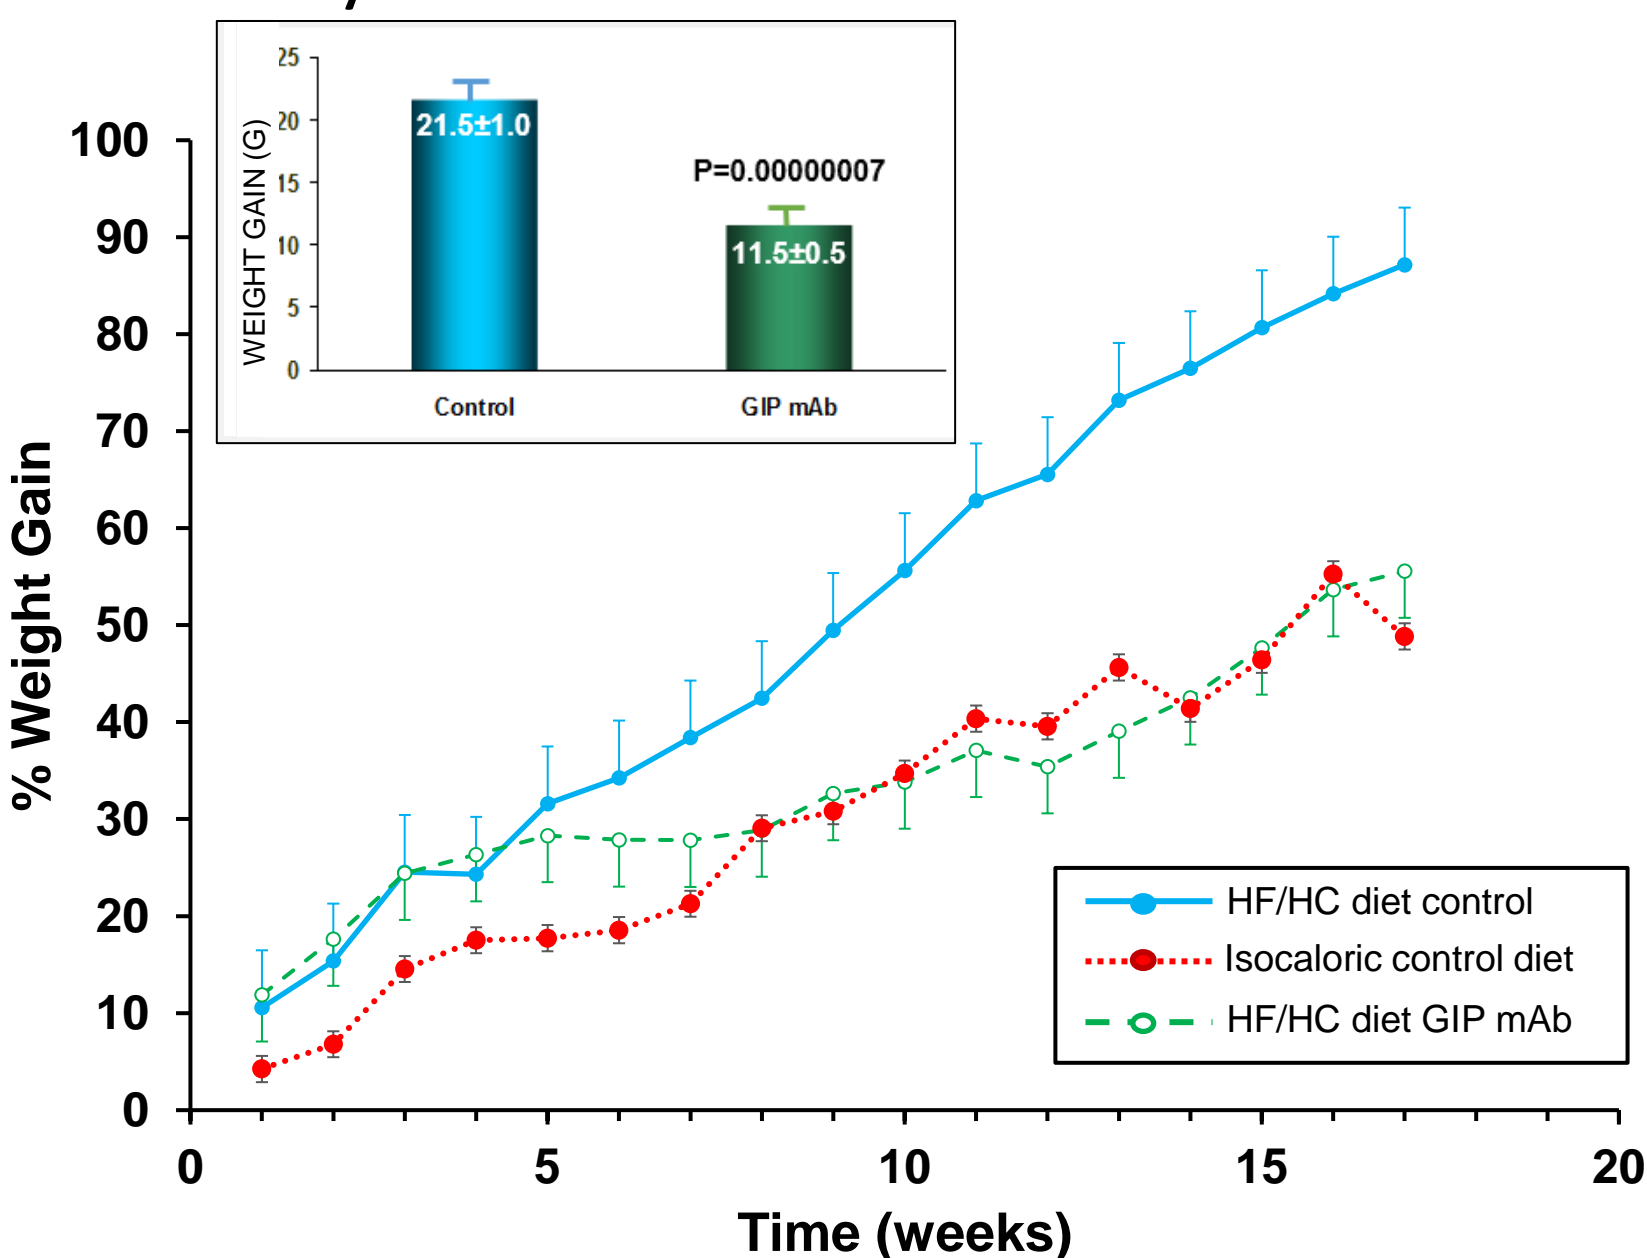 25
20
15
10
5
0
WEIGHT GAIN (G)
21.5±1.0
P=0.00000007
11.5±0.5
Control
GIP mAb
100
90
80
70
60
50
40
30
20
10
0
% Weight Gain
HF/HC diet control
Isocaloric control diet
HF/HC diet GIP mAb
0
5
10
15
20
Time (weeks)